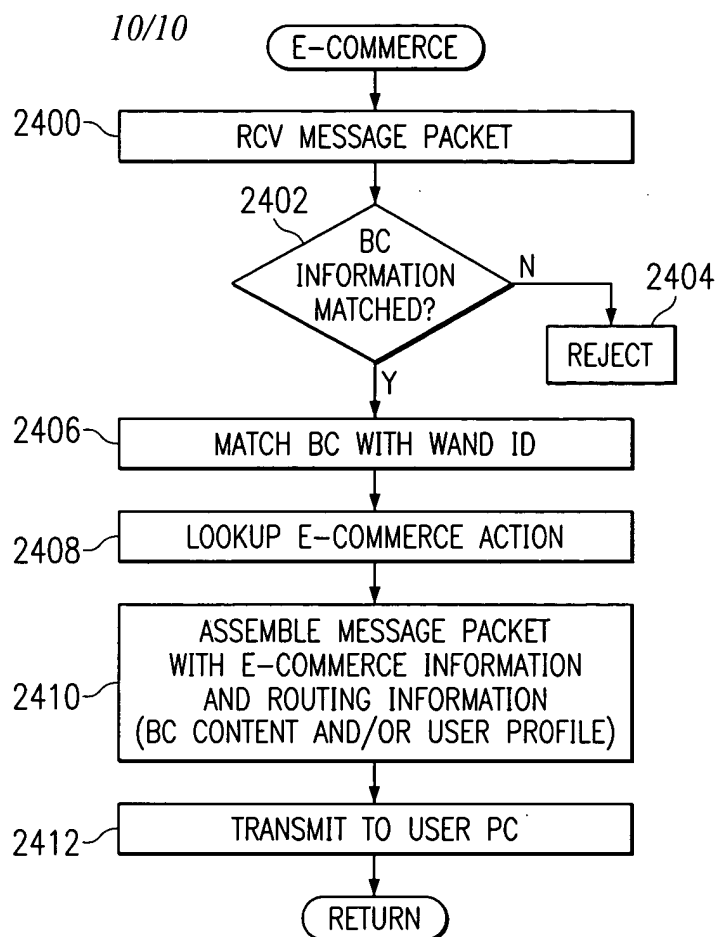 10/10
E-COMMERCE
2400
RCV MESSAGE PACKET
2402
BC
INFORMATION
MATCHED?
N
2404
REJECT
Y
2406
MATCH BC WITH WAND ID
2408
LOOKUP E-COMMERCE ACTION
2410
ASSEMBLE MESSAGE PACKET
WITH E-COMMERCE INFORMATION
AND ROUTING INFORMATION
(BC CONTENT AND/OR USER PROFILE)
2412
TRANSMIT TO USER PC
RETURN